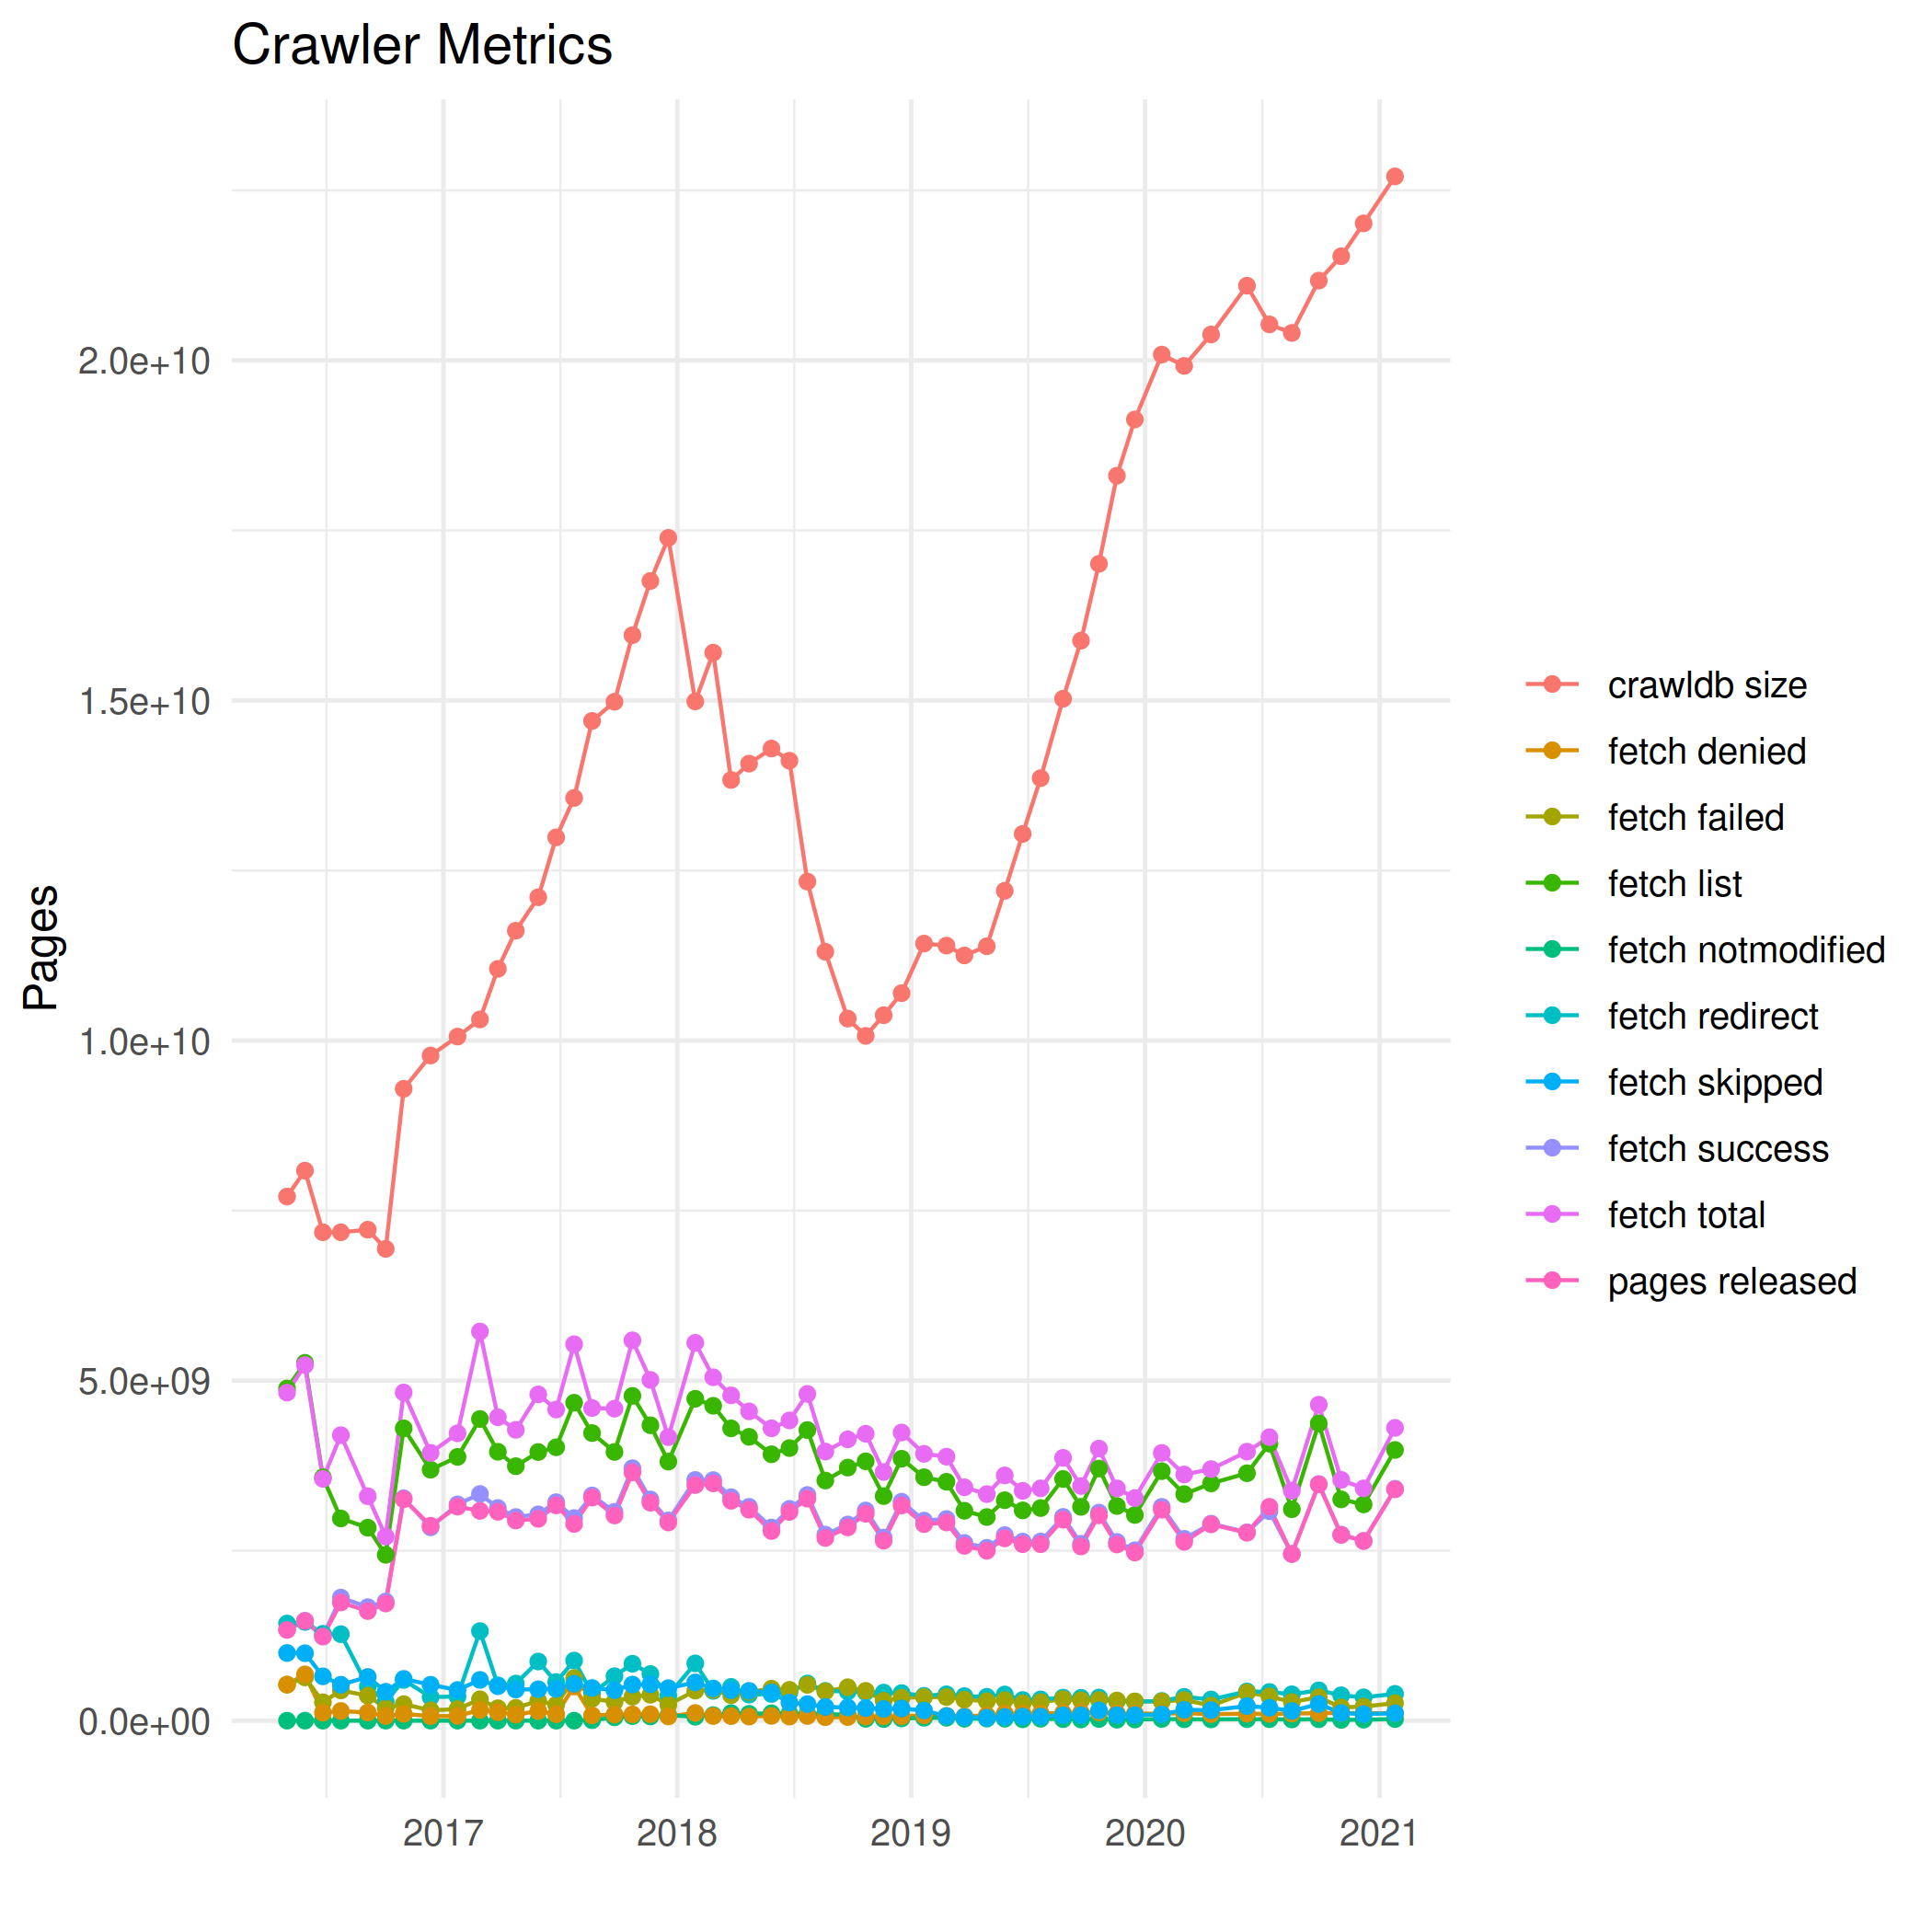 Crawler Metrics
Pages
2.0e+10
1.5e+10
1.0e+10
5.0e+09
0.0e+00
2017
2018
2019
2020
2021
crawldb size
fetch denied
fetch failed
fetch list
fetch notmodified
fetch redirect
fetch skipped
fetch success
fetch total
pages released